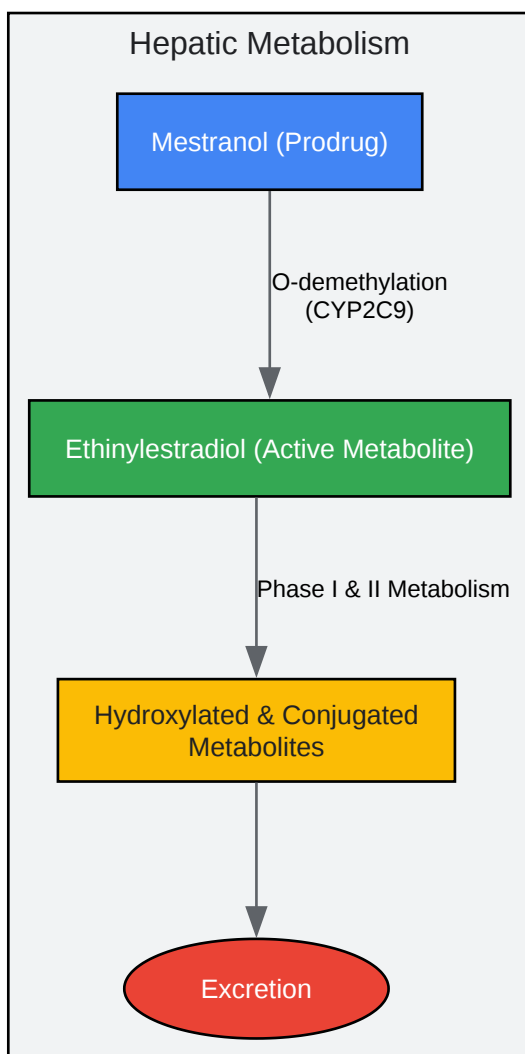 Hepatic Metabolism
Mestranol (Prodrug)
O-demethylation
(CYP2C9)
Ethinylestradiol (Active Metabolite)
Phase I & II Metabolism
Hydroxylated & Conjugated
Metabolites
Excretion